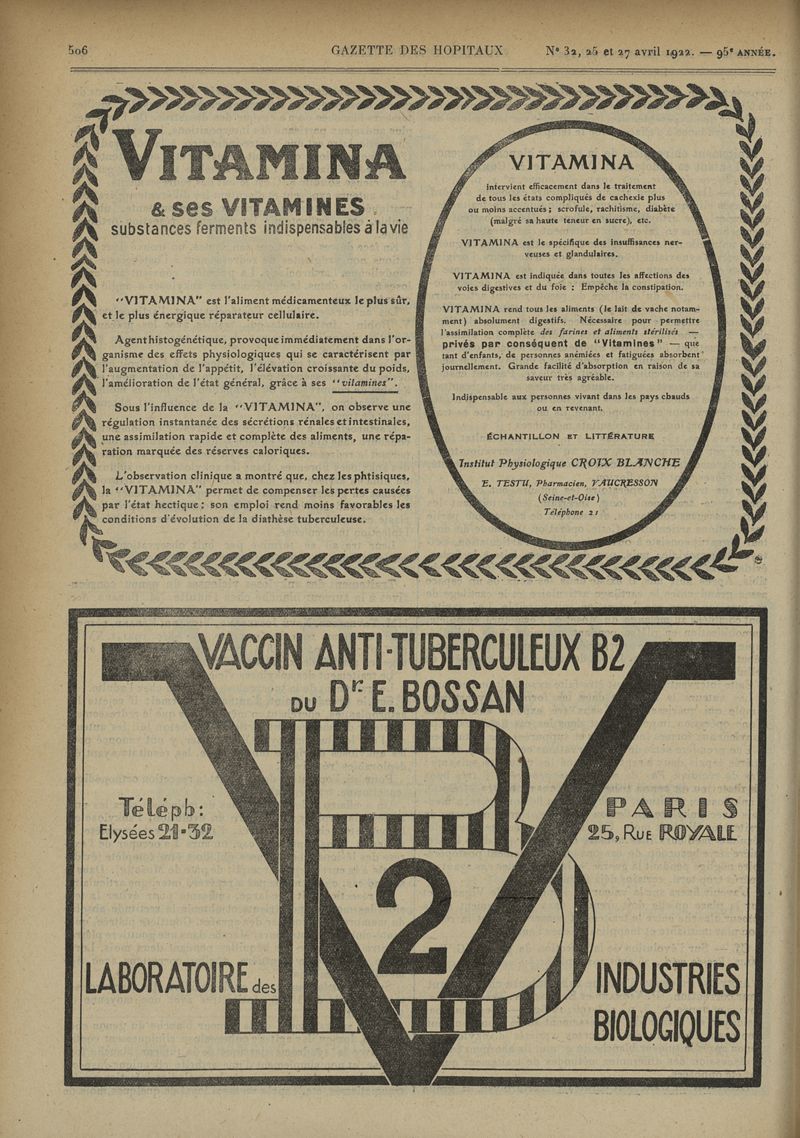 506 GAZETTE DES HOPITAUX N° 32, 25 et 27 avril 1922. — 95e ANNÉE.
VITAMINA
& ses VITAMINES
substances ferments indispensables à la vie
"VITAMINA" est l'aliment médicamenteux le plus sûr,
et le plus énergique réparateur cellulaire.
Agent histogénétique, provoque immédiatement dans l'or-
ganisme des effets physiologiques qui se caractérisent par
l'augmentation de l'appétit, l'élévation croissante du poids,
l'amélioration de l'état général, grâce à ses "vitamines".
Sous l'influence de la "VITAMINA", on observe une
régulation instantanée des sécrétions rénales et intestinales,
une assimilation rapide et complète des aliments, une répa-
ration marquée des réserves caloriques.
L'observation clinique a montré que, chez les phtisiques,
la "VITAMINA" permet de compenser les pertes causées
par l'état hectique : son emploi rend moins favorables les
conditions d'évolution de la diathèse tuberculeuse.
VITAMINA
intervient efficacement dans le traitement
de tous les états compliqués de cachexie plus
ou moins accentués ; scrofule, rachitisme, diabète
(malgré sa haute teneur en sucre), etc.
VITAMINA est le spécifique des insuffisances ner-
veuses et glandulaires.
VITAMINA est indiquée dans toutes les affections des
voies digestives et du foie : Empêche la constipation.
VITAMINA rend tous les aliments (le lait de vache notam-
ment) absolument digestifs. Nécessaire pour permettre
l'assimilation complète des farines et aliments stérilisés —
privés par conséquent de "Vitamines" — que
tant d'enfants, de personnes anémiées et fatiguées absorbent
journellement. Grande facilité d'absorption en raison de sa
saveur très agréable.
Indispensable aux personnes vivant dans les pays chauds
ou en revenant.
ÉCHANTILLON ET LITTÉRATURE
Institut Physiologique CROIX BLANCHE
E. TESTU, Pharmacien, VAUCRESSON
(Seine-et-Oise)
Téléphone 21
VACCIN ANTI-TUBERCULEUX B2
DU Dr E. BOSSAN
VB
2
Téléph:
Elysées 21-32
PARIS
25, RUE ROYALE
LABORATOIRE des
INDUSTRIES
BIOLOGIQUES